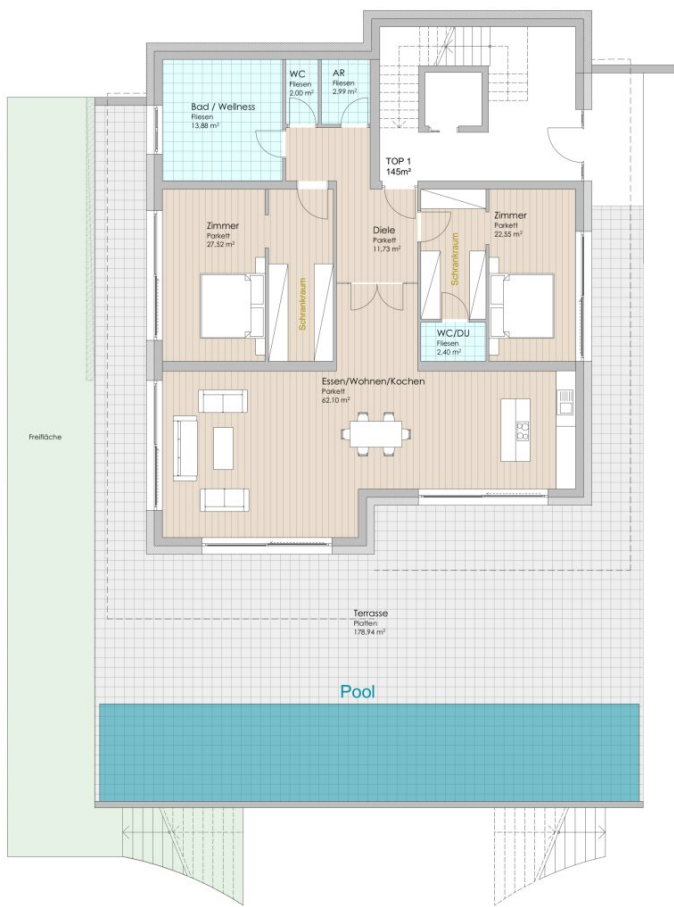 WC
Fliesen
2,00 m²
AR
Fliesen
2,99 m²
Bad / Wellness
Fliesen
13,88 m²
TOP 1
145m²
Zimmer
Parkett
27,52 m²
Schrankraum
Diele
Parkett
11,73 m²
Schrankraum
Zimmer
Parkett
22,55 m²
WC/DU
Fliesen
2,40 m²
Essen/Wohnen/Kochen
Parkett
62,10 m²
Freifläche
Terrasse
Platten
178,94 m²
Pool